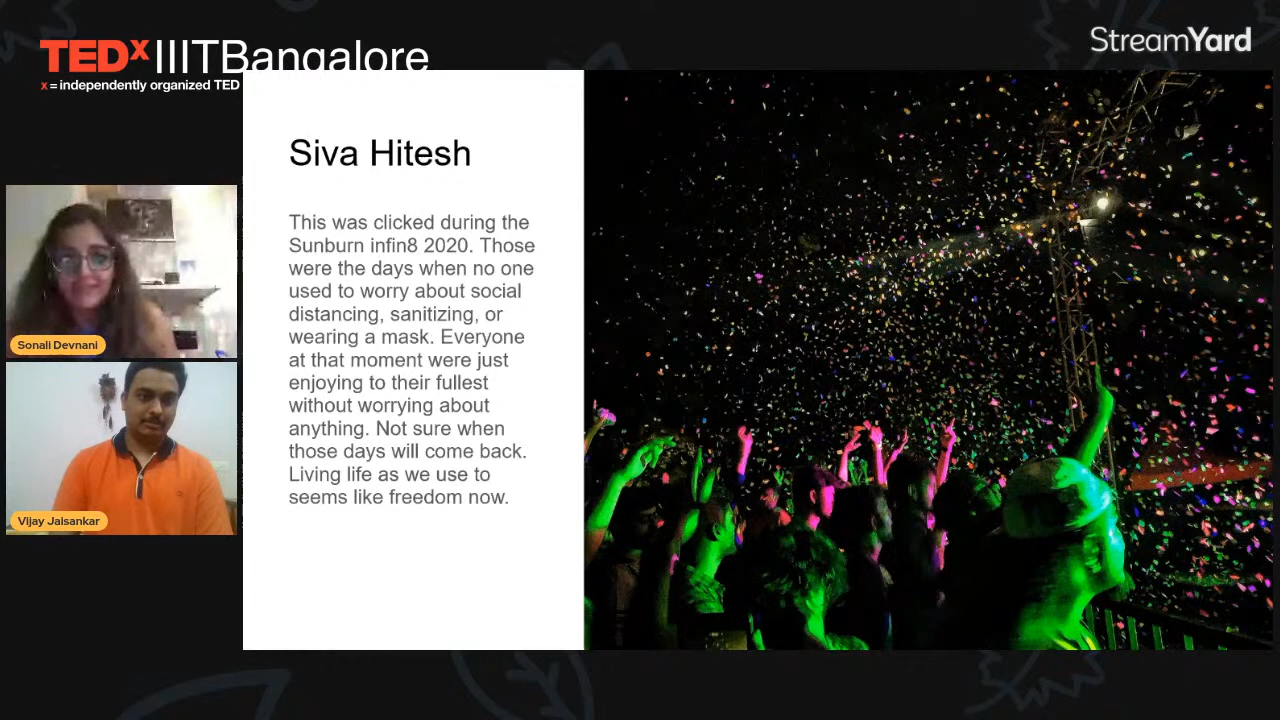 TEDx IIITBangalore
x = independently organized TED
StreamYard
Siva Hitesh
This was clicked during the
Sunburn infin8 2020. Those
were the days when no one
used to worry about social
distancing, sanitizing, or
wearing a mask. Everyone
at that moment were just
enjoying to their fullest
without worrying about
anything. Not sure when
those days will come back.
Living life as we use to
seems like freedom now.
Sonali Devnani
Vijay Jaisankar